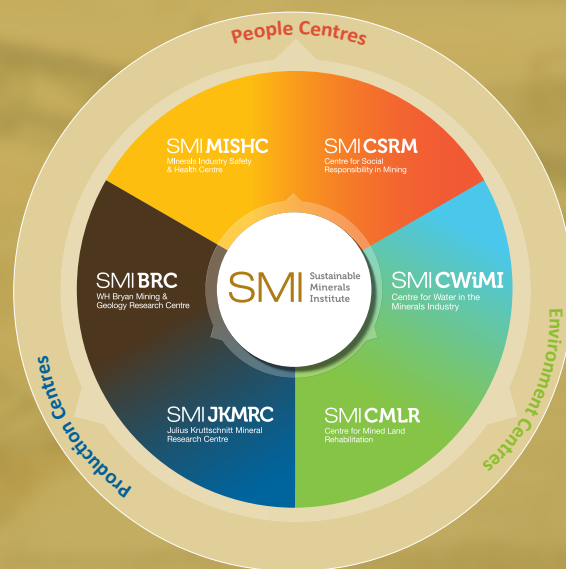 People Centres
SMI MISHC
Minerals Industry Safety
& Health Centre
SMI CSRM
Centre for Social
Responsibility in Mining
SMI BRC
WH Bryan Mining &
Geology Research Centre
SMI
Sustainable
Minerals
Institute
SMI CWiMI
Centre for Water in the
Minerals Industry
SMI JKMRC
Julius Kruttschnitt Mineral
Research Centre
SMI CMLR
Centre for Mined Land
Rehabilitation
Production Centres
Environment Centres